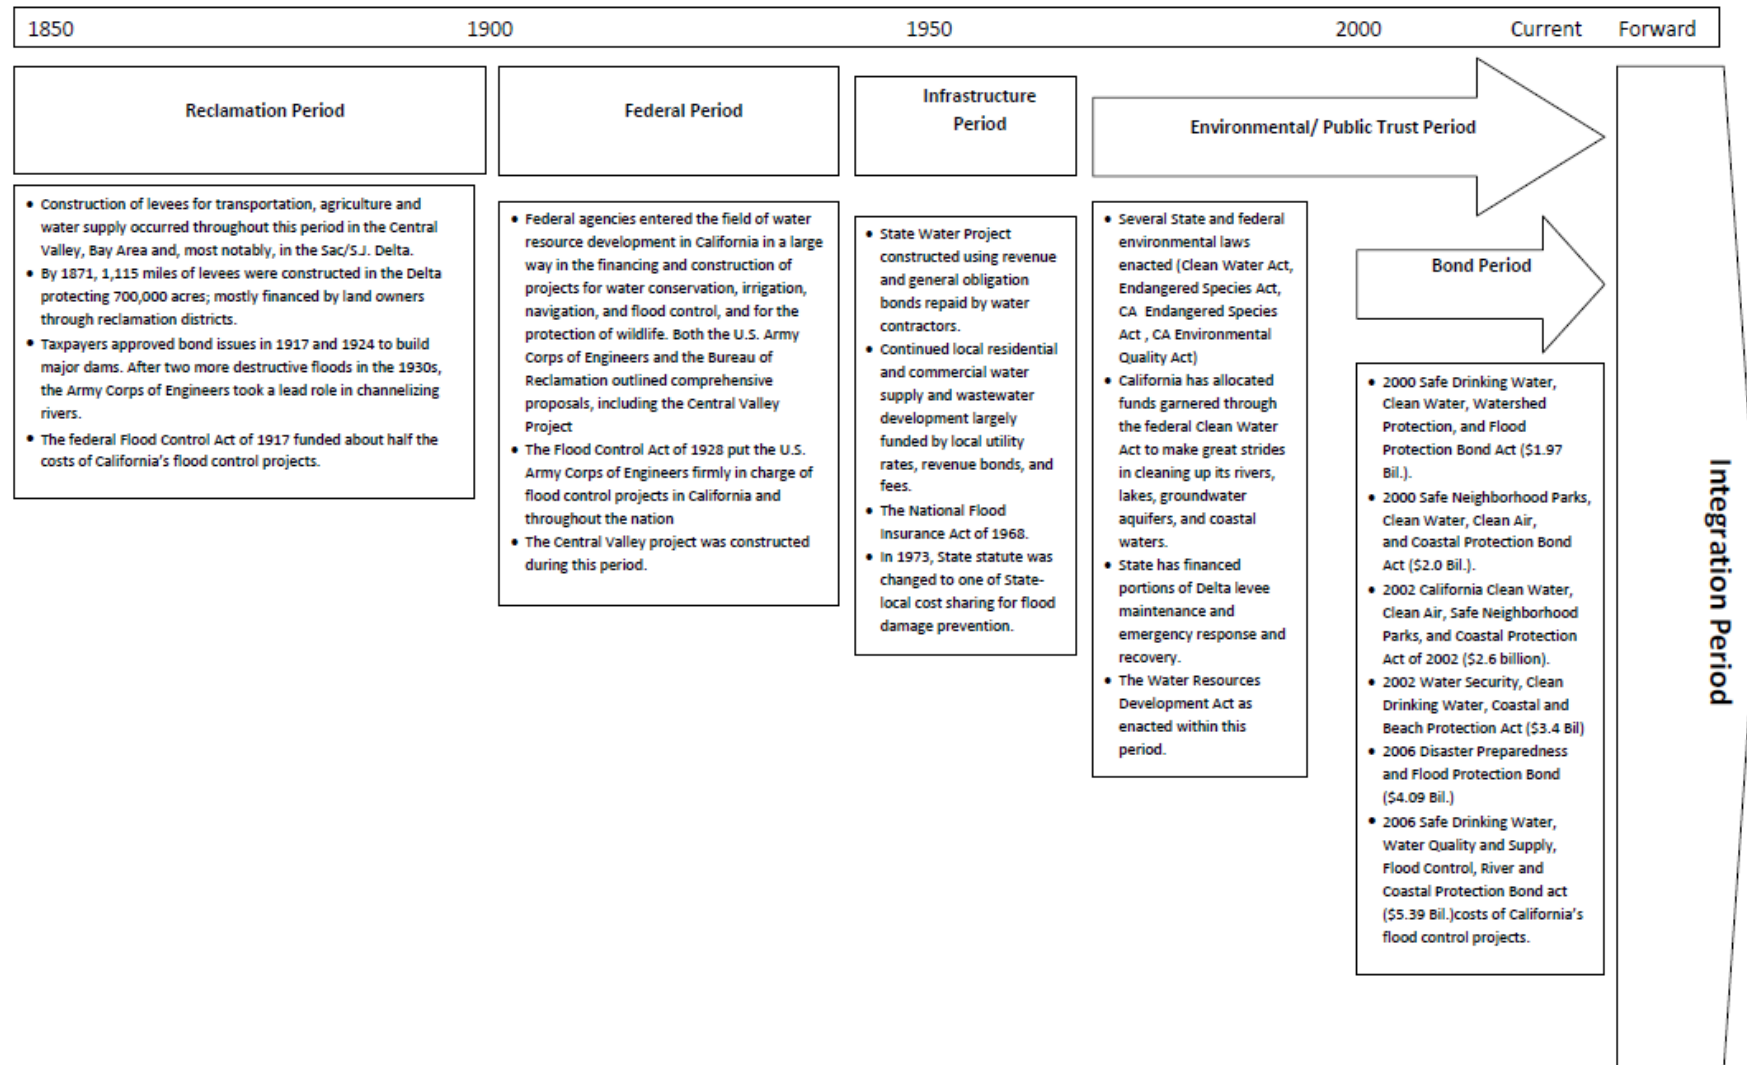 1850 1900 1950 2000 Current Forward
Reclamation Period
Federal Period
Infrastructure
Period
Environmental/ Public Trust Period
Bond Period
Integration Period
• Construction of levees for transportation, agriculture and
water supply occurred throughout this period in the Central
Valley, Bay Area and, most notably, in the Sac/S.J. Delta.
• By 1871, 1,115 miles of levees were constructed in the Delta
protecting 700,000 acres; mostly financed by land owners
through reclamation districts.
• Taxpayers approved bond issues in 1917 and 1924 to build
major dams. After two more destructive floods in the 1930s,
the Army Corps of Engineers took a lead role in channelizing
rivers.
• The federal Flood Control Act of 1917 funded about half the
costs of California's flood control projects.
• Federal agencies entered the field of water
resource development in California in a large
way in the financing and construction of
projects for water conservation, irrigation,
navigation, and flood control, and for the
protection of wildlife. Both the U.S. Army
Corps of Engineers and the Bureau of
Reclamation outlined comprehensive
proposals, including the Central Valley
Project
• The Flood Control Act of 1928 put the U.S.
Army Corps of Engineers firmly in charge of
flood control projects in California and
throughout the nation
• The Central Valley project was constructed
during this period.
• State Water Project
constructed using revenue
and general obligation
bonds repaid by water
contractors.
• Continued local residential
and commercial water
supply and wastewater
development largely
funded by local utility
rates, revenue bonds, and
fees.
• The National Flood
Insurance Act of 1968.
• In 1973, State statute was
changed to one of State-
local cost sharing for flood
damage prevention.
• Several State and federal
environmental laws
enacted (Clean Water Act,
Endangered Species Act,
CA Endangered Species
Act , CA Environmental
Quality Act)
• California has allocated
funds garnered through
the federal Clean Water
Act to make great strides
in cleaning up its rivers,
lakes, groundwater
aquifers, and coastal
waters.
• State has financed
portions of Delta levee
maintenance and
emergency response and
recovery.
• The Water Resources
Development Act as
enacted within this
period.
• 2000 Safe Drinking Water,
Clean Water, Watershed
Protection, and Flood
Protection Bond Act ($1.97
Bil.).
• 2000 Safe Neighborhood Parks,
Clean Water, Clean Air,
and Coastal Protection Bond
Act ($2.0 Bil.).
• 2002 California Clean Water,
Clean Air, Safe Neighborhood
Parks, and Coastal Protection
Act of 2002 ($2.6 billion).
• 2002 Water Security, Clean
Drinking Water, Coastal and
Beach Protection Act ($3.4 Bil)
• 2006 Disaster Preparedness
and Flood Protection Bond
($4.09 Bil.)
• 2006 Safe Drinking Water,
Water Quality and Supply,
Flood Control, River and
Coastal Protection Bond act
($5.39 Bil.)costs of California's
flood control projects.